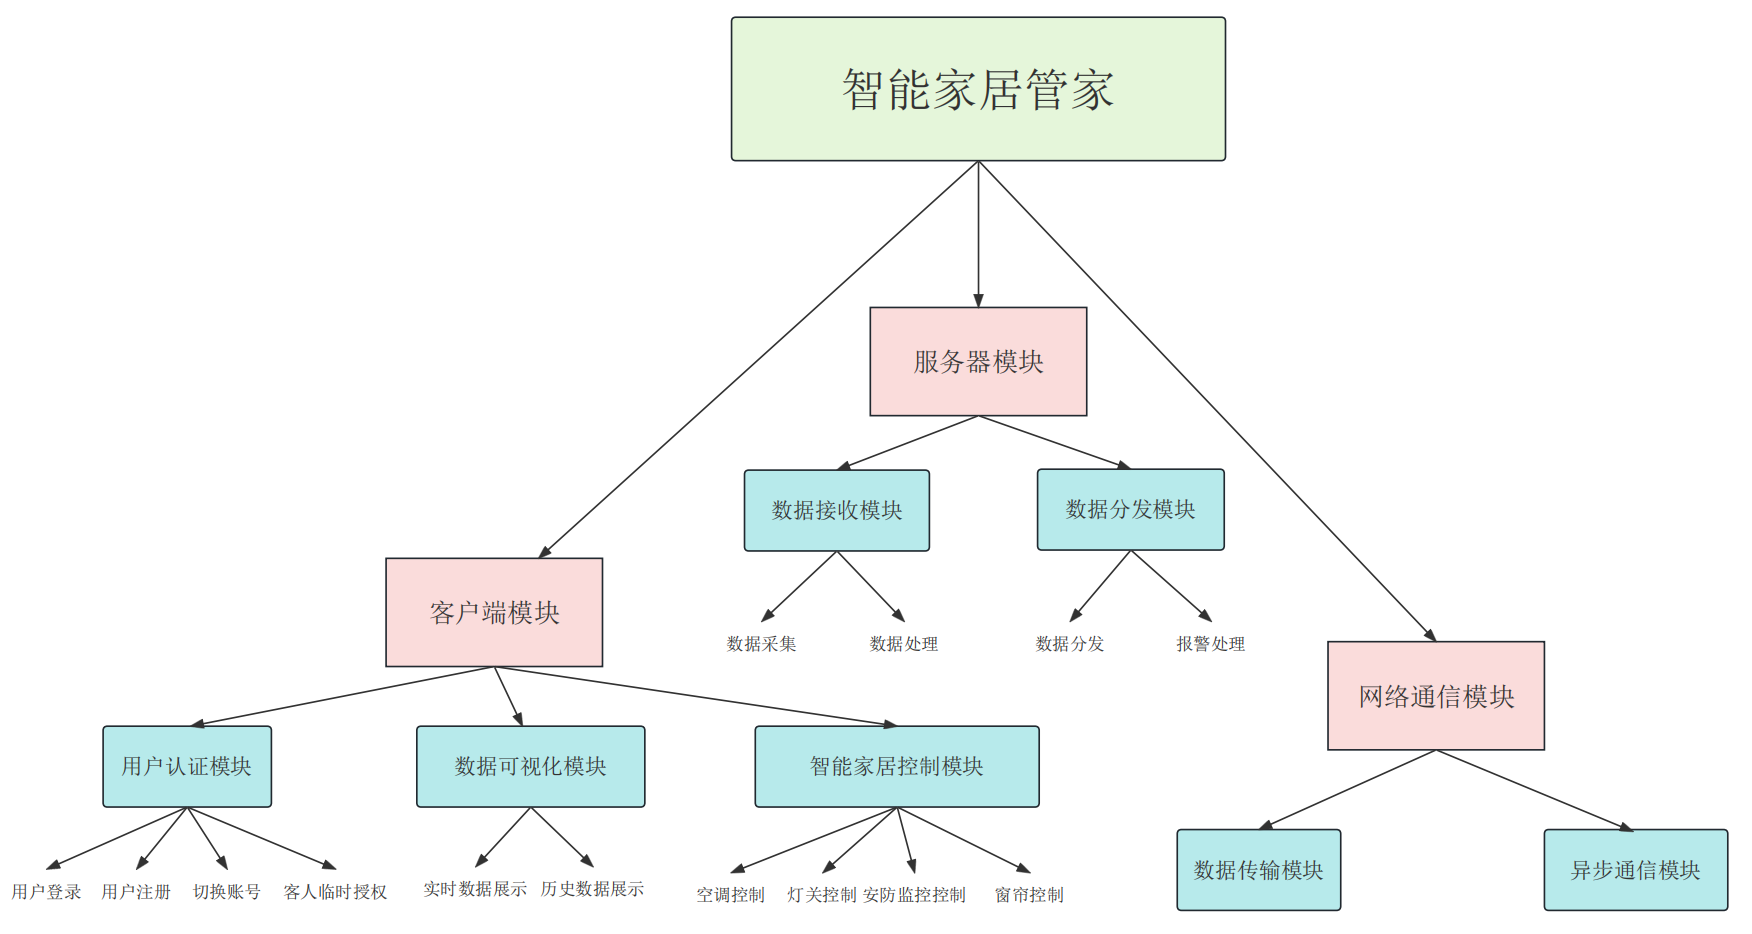 智能家居管家
服务器模块
数据接收模块
数据分发模块
数据采集
数据处理
数据分发
报警处理
客户端模块
网络通信模块
用户认证模块
数据可视化模块
智能家居控制模块
用户登录
用户注册
切换账号
客人临时授权
实时数据展示
历史数据展示
空调控制
灯关控制
安防监控控制
窗帘控制
数据传输模块
异步通信模块